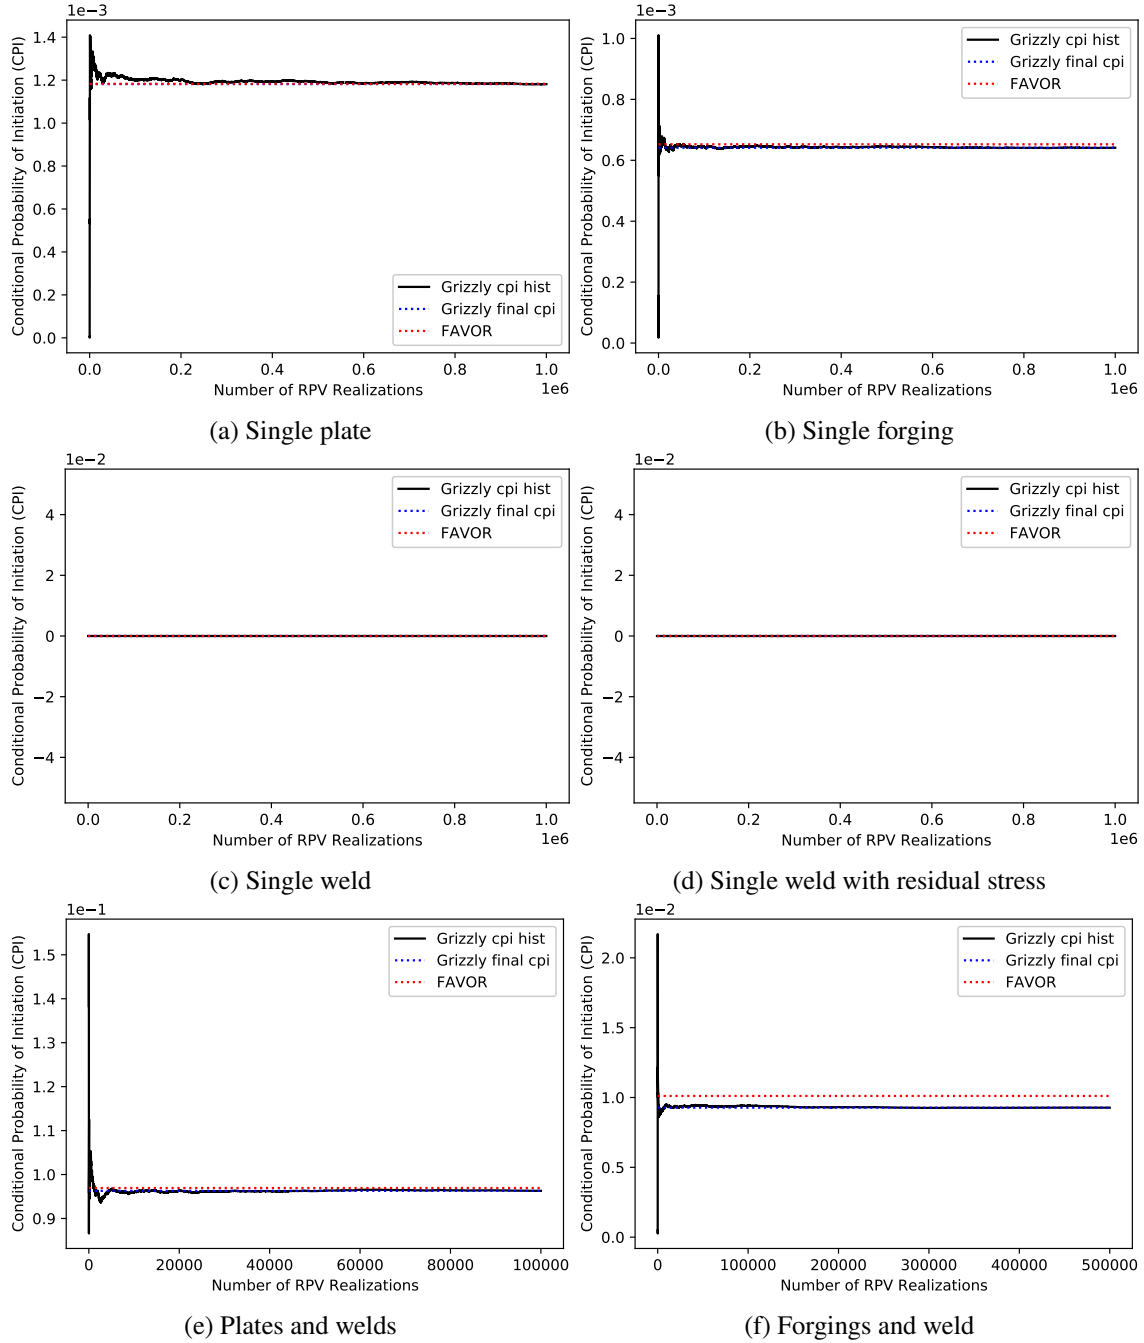 1e−3
Conditional Probability of Initiation (CPI)
1.4
1.2
1.0
0.8
0.6
0.4
0.2
0.0
Grizzly cpi hist
Grizzly final cpi
FAVOR
0.0 0.2 0.4 0.6 0.8 1.0
Number of RPV Realizations
1e6
(a) Single plate
1e−3
Conditional Probability of Initiation (CPI)
1.0
0.8
0.6
0.4
0.2
0.0
Grizzly cpi hist
Grizzly final cpi
FAVOR
0.0 0.2 0.4 0.6 0.8 1.0
Number of RPV Realizations
1e6
(b) Single forging
1e−2
Conditional Probability of Initiation (CPI)
4
2
0
−2
−4
Grizzly cpi hist
Grizzly final cpi
FAVOR
0.0 0.2 0.4 0.6 0.8 1.0
Number of RPV Realizations
1e6
(c) Single weld
1e−2
Conditional Probability of Initiation (CPI)
4
2
0
−2
−4
Grizzly cpi hist
Grizzly final cpi
FAVOR
0.0 0.2 0.4 0.6 0.8 1.0
Number of RPV Realizations
1e6
(d) Single weld with residual stress
1e−1
Conditional Probability of Initiation (CPI)
1.5
1.4
1.3
1.2
1.1
1.0
0.9
Grizzly cpi hist
Grizzly final cpi
FAVOR
0 20000 40000 60000 80000 100000
Number of RPV Realizations
(e) Plates and welds
1e−2
Conditional Probability of Initiation (CPI)
2.0
1.5
1.0
0.5
0.0
Grizzly cpi hist
Grizzly final cpi
FAVOR
0 100000 200000 300000 400000 500000
Number of RPV Realizations
(f) Forgings and weld